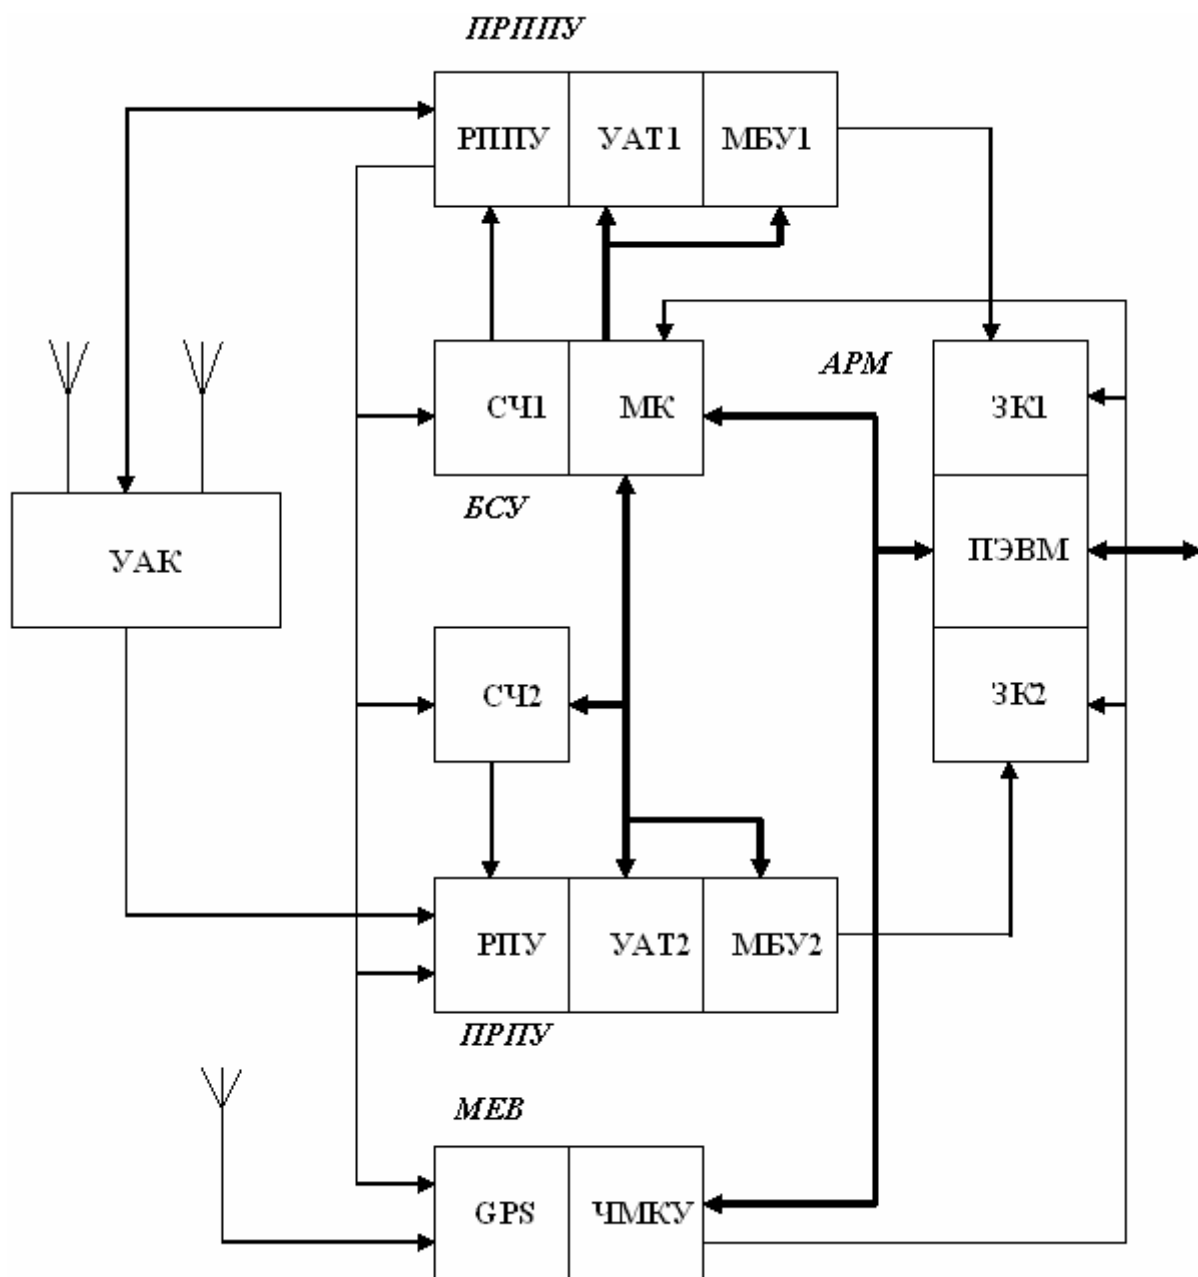 ПРППУ
РППУ УАТ1 МБУ1
АРМ
СЧ1 МК ЗК1
БСУ
УАК ПЭВМ
СЧ2 ЗК2
РПУ УАТ2 МБУ2
ПРПУ
МЕВ
GPS ЧМКУ